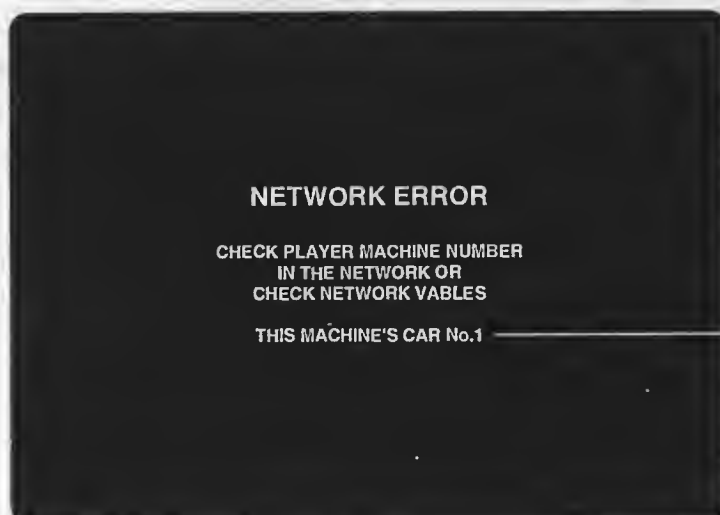 NETWORK ERROR
CHECK PLAYER MACHINE NUMBER
IN THE NETWORK OR
CHECK NETWORK VABLES
THIS MACHINE'S CAR No.1